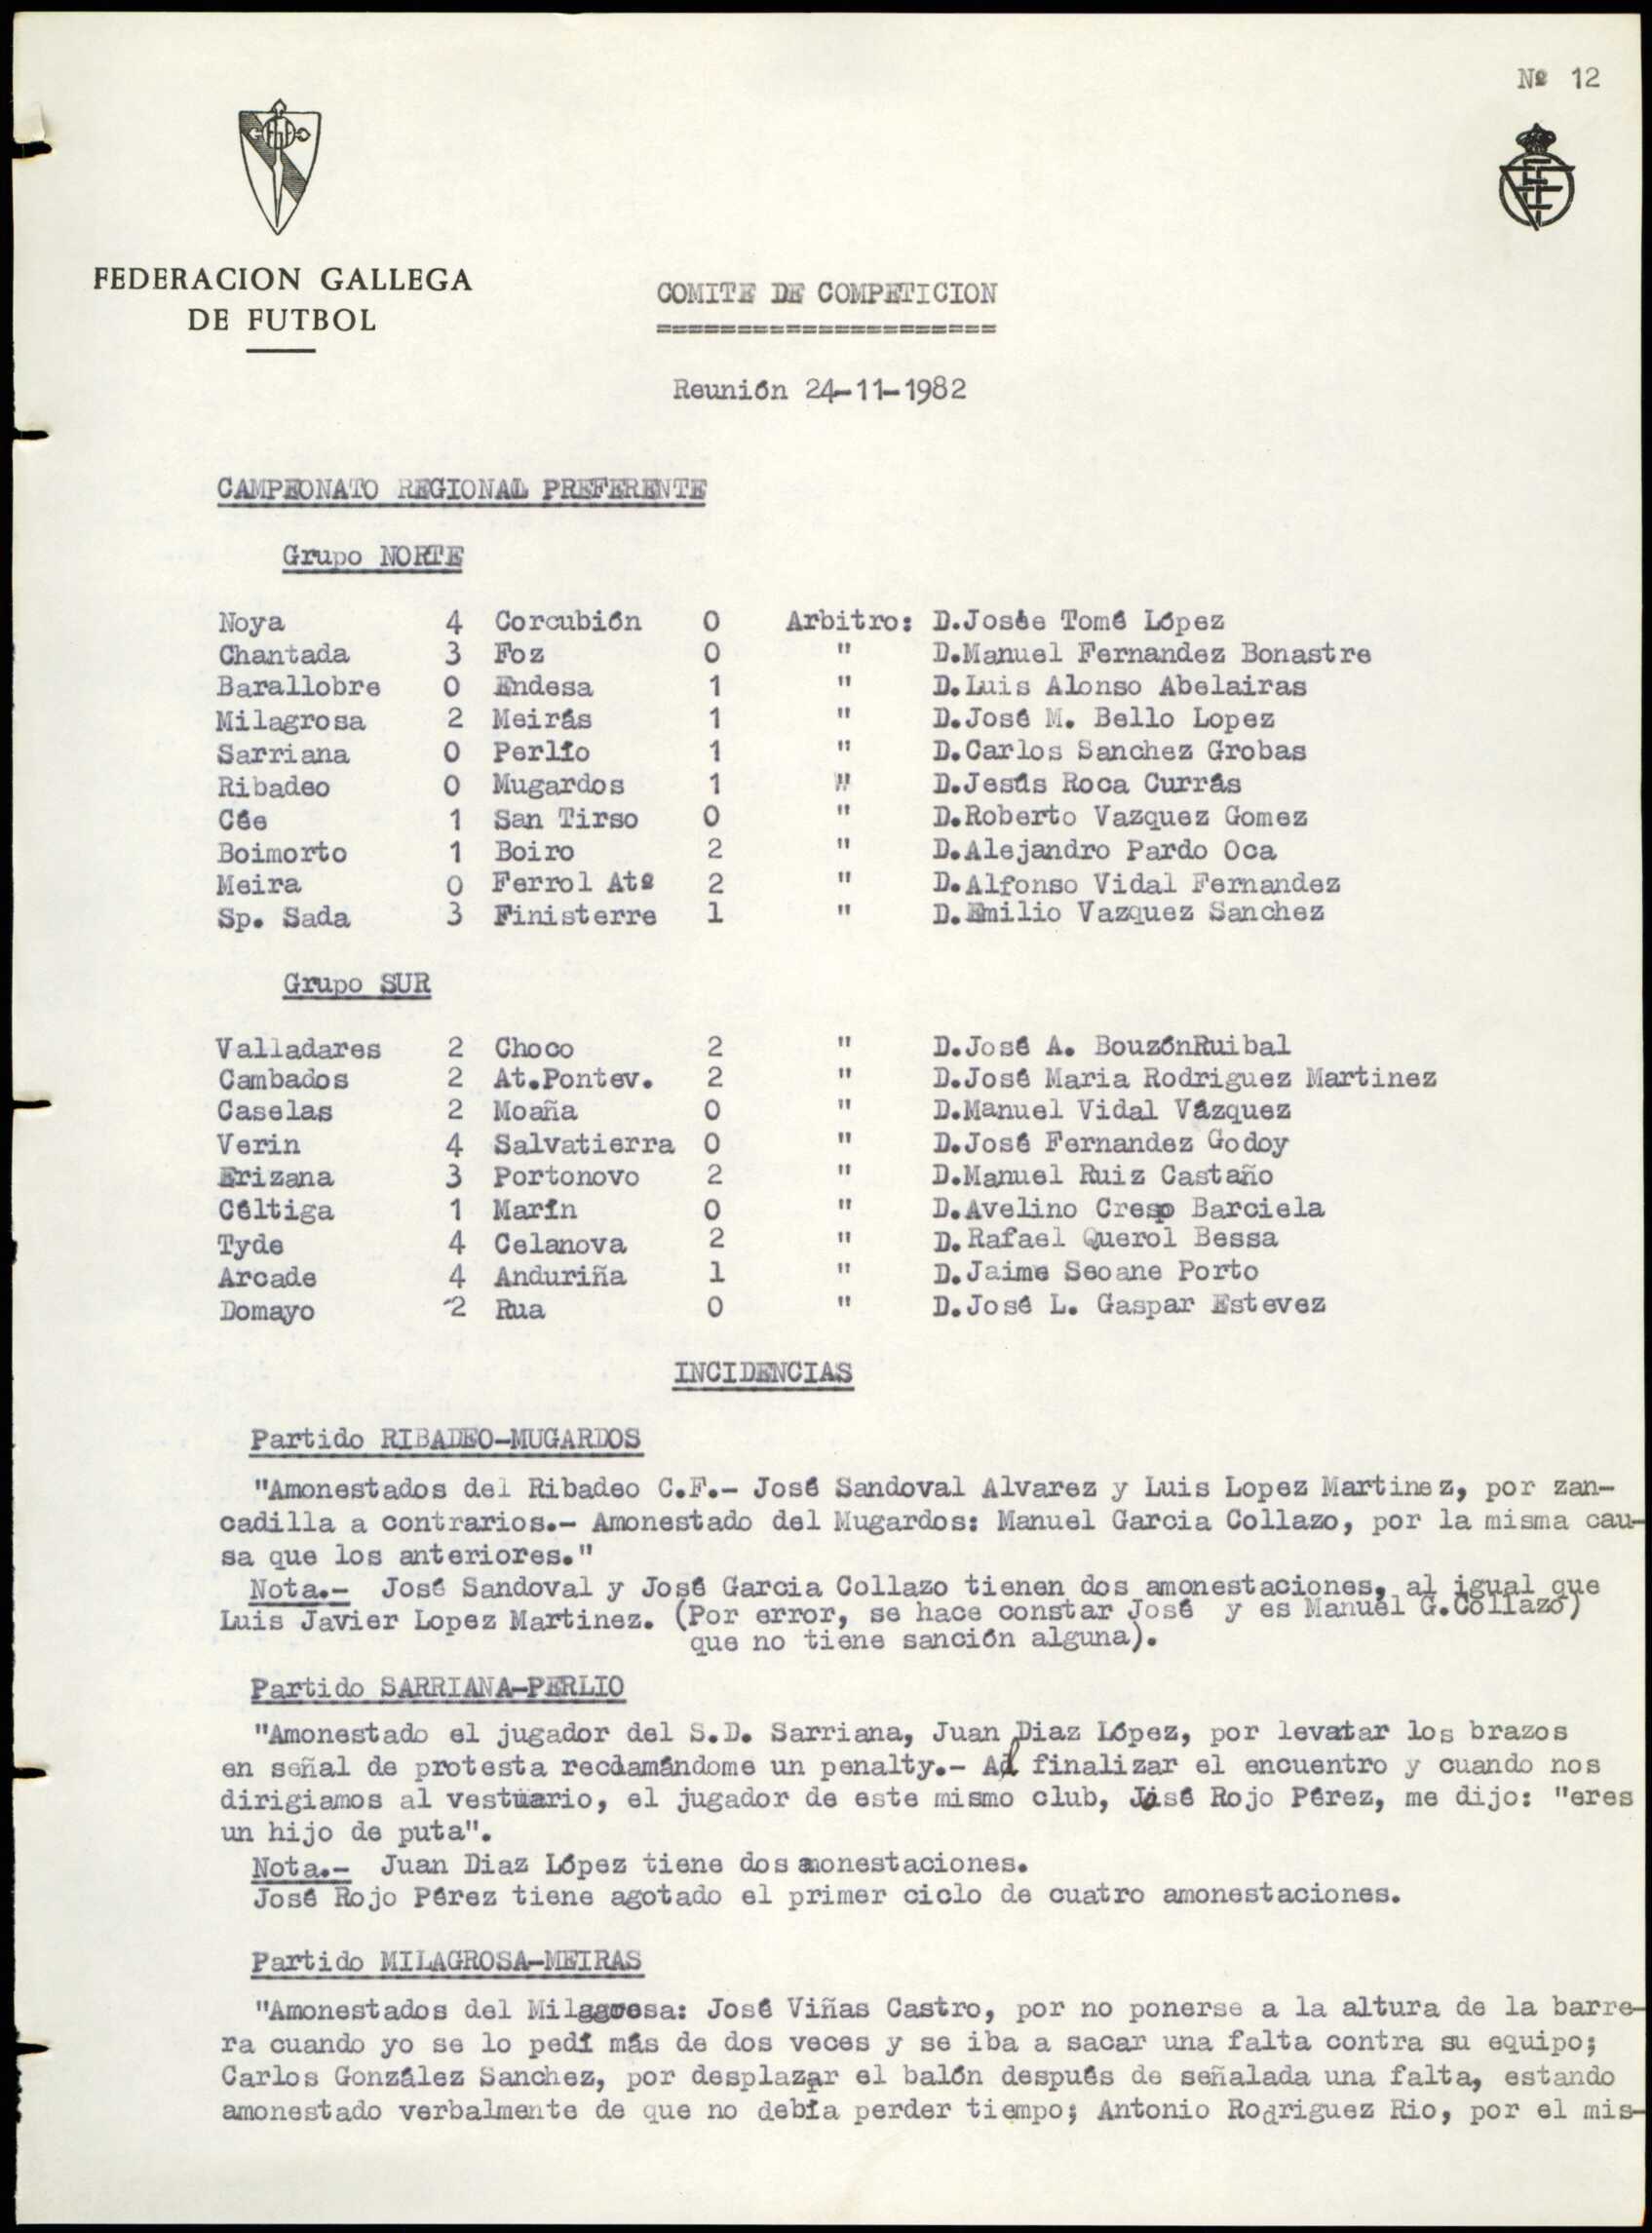 Nº 12
FEDERACION GALLEGA
DE FUTBOL
COMITE DE COMPETICION
=====================
Reunión 24-11-1982
CAMPEONATO REGIONAL PREFERENTE
Grupo NORTE
Noya 4 Corcubión 0 Arbitro: D.Josée Tomé López
Chantada 3 Foz 0 " D.Manuel Fernandez Bonastre
Barallobre 0 Endesa 1 " D.Luis Alonso Abelairas
Milagrosa 2 Meirás 1 " D.José M. Bello Lopez
Sarriana 0 Perlío 1 " D.Carlos Sanchez Grobas
Ribadeo 0 Mugardos 1 " D.Jesús Roca Currás
Cée 1 San Tirso 0 " D.Roberto Vazquez Gomez
Boimorto 1 Boiro 2 " D.Alejandro Pardo Oca
Meira 0 Ferrol Atº 2 " D.Alfonso Vidal Fernandez
Sp. Sada 3 Finisterre 1 " D.Emilio Vazquez Sanchez
Grupo SUR
Valladares 2 Choco 2 " D.José A. BouzónRuibal
Cambados 2 At.Pontev. 2 " D.José Maria Rodriguez Martinez
Caselas 2 Moaña 0 " D.Manuel Vidal Vázquez
Verin 4 Salvatierra 0 " D.José Fernandez Godoy
Erizana 3 Portonovo 2 " D.Manuel Ruiz Castaño
Céltiga 1 Marín 0 " D.Avelino Cresp Barciela
Tyde 4 Celanova 2 " D.Rafael Querol Bessa
Arcade 4 Anduriña 1 " D.Jaime Seoane Porto
Domayo 2 Rua 0 " D.José L. Gaspar Estevez
INCIDENCIAS
Partido RIBADEO-MUGARDOS
"Amonestados del Ribadeo C.F.- José Sandoval Alvarez y Luis Lopez Martinez, por zan-
cadilla a contrarios.- Amonestado del Mugardos: Manuel Garcia Collazo, por la misma cau-
sa que los anteriores."
Nota.- José Sandoval y José Garcia Collazo tienen dos amonestaciones, al igual que
Luis Javier Lopez Martinez. (Por error, se hace constar José y es Manuel G.Collazo)
que no tiene sanción alguna).
Partido SARRIANA-PERLIO
"Amonestado el jugador del S.D. Sarriana, Juan Diaz López, por levatar los brazos
en señal de protesta reclamándome un penalty.- Al finalizar el encuentro y cuando nos
dirigiamos al vestuario, el jugador de este mismo club, José Rojo Pérez, me dijo: "eres
un hijo de puta".
Nota.- Juan Diaz López tiene dos amonestaciones.
José Rojo Pérez tiene agotado el primer ciclo de cuatro amonestaciones.
Partido MILAGROSA-MEIRAS
"Amonestados del Milagrosa: José Viñas Castro, por no ponerse a la altura de la barre-
ra cuando yo se lo pedí más de dos veces y se iba a sacar una falta contra su equipo;
Carlos González Sanchez, por desplazar el balón después de señalada una falta, estando
amonestado verbalmente de que no debía perder tiempo; Antonio Rodriguez Rio, por el mis-